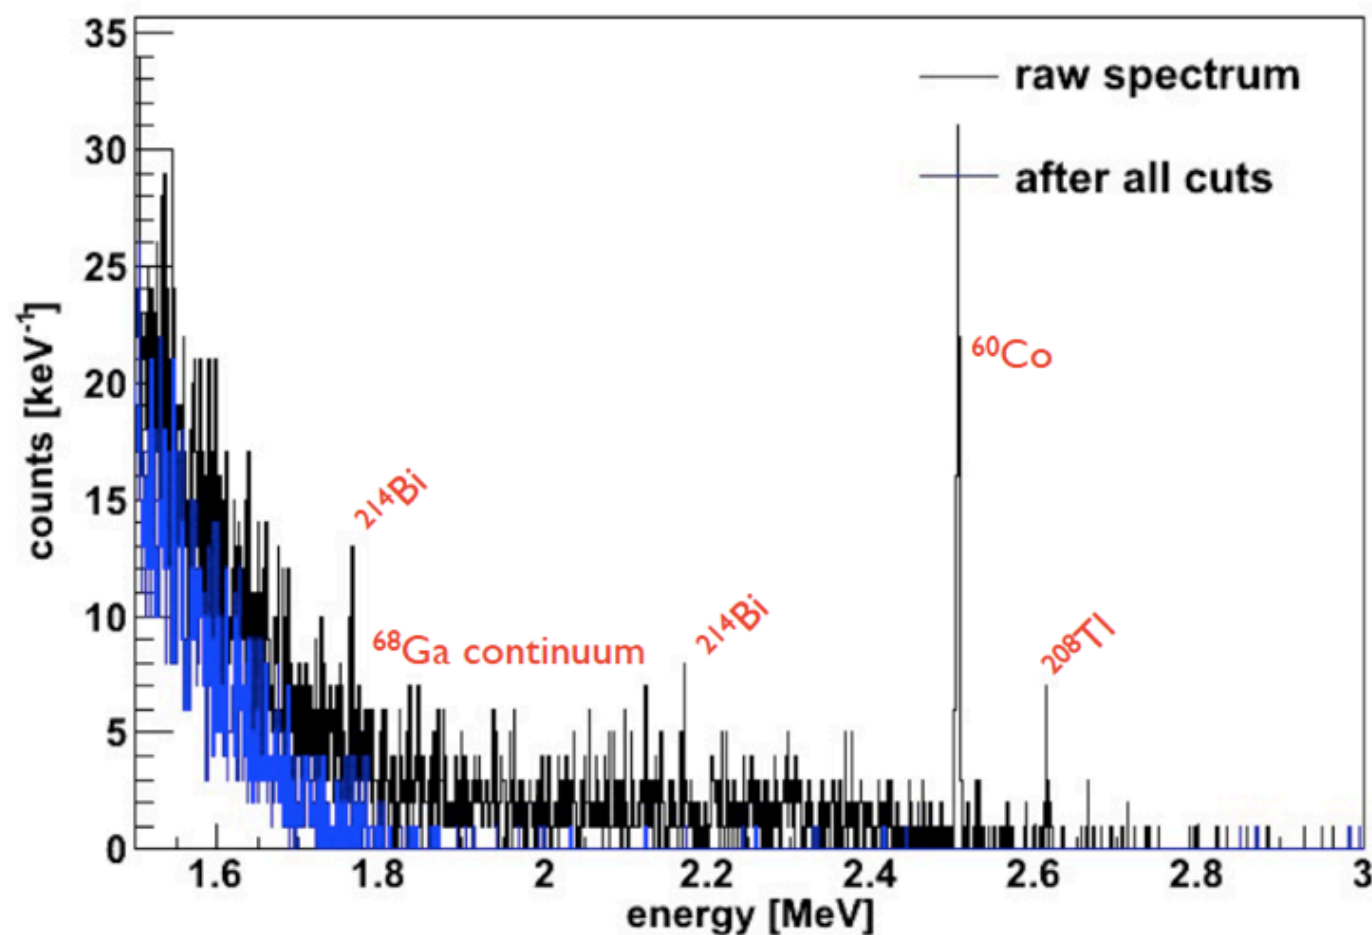 35
30
25
20
15
10
5
0
counts [keV⁻¹]
raw spectrum
after all cuts
⁶⁰Co
²¹⁴Bi
⁶⁸Ga continuum
²¹⁴Bi
²⁰⁸Tl
1.6 1.8 2 2.2 2.4 2.6 2.8 3
energy [MeV]